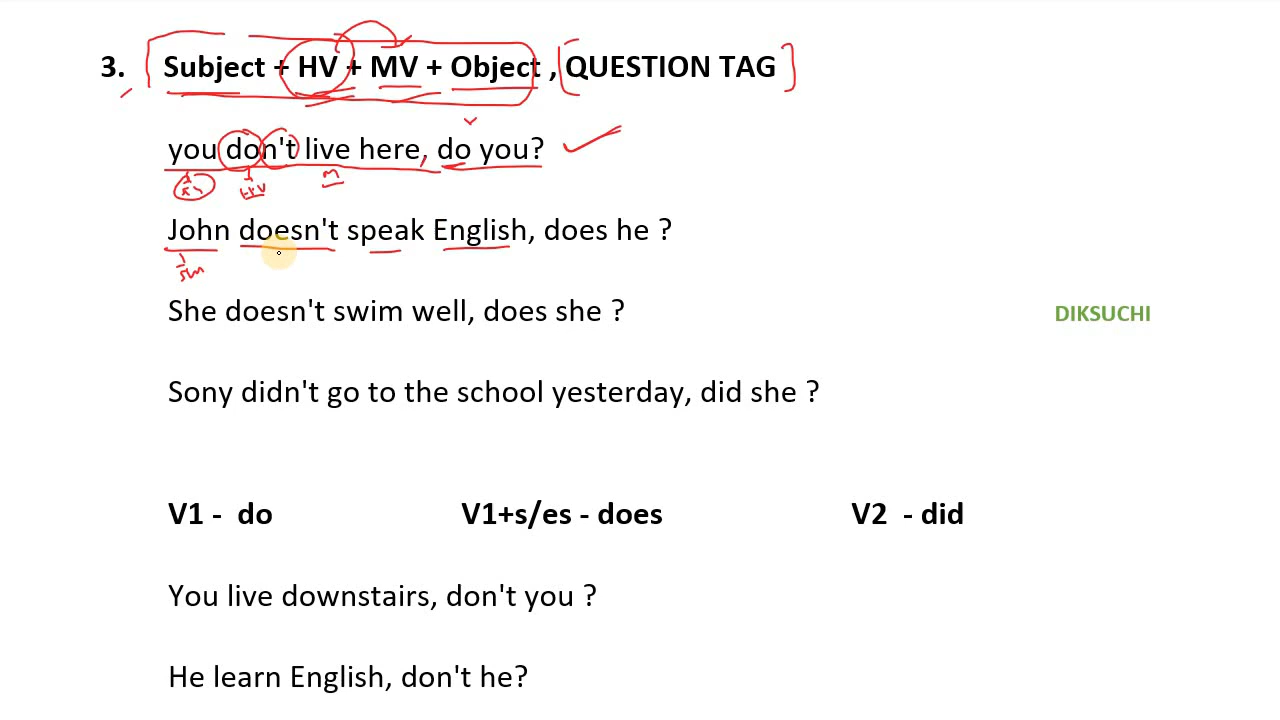 3. Subject + HV + MV + Object , QUESTION TAG
you don't live here, do you?
HV
John doesn't speak English, does he ?
She doesn't swim well, does she ?
DIKSUCHI
Sony didn't go to the school yesterday, did she ?
V1 - do V1+s/es - does V2 - did
You live downstairs, don't you ?
He learn English, don't he?